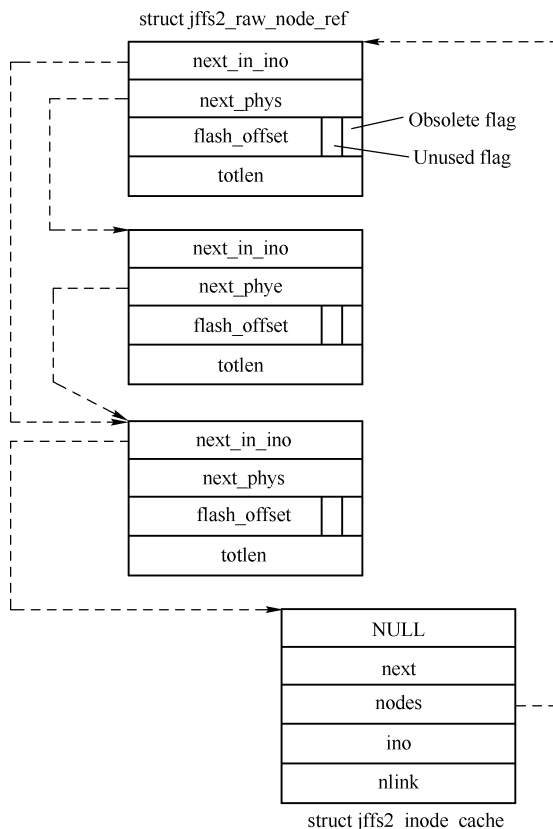 struct jffs2_raw_node_ref
next_in_ino
next_phys
flash_offset
Obsolete flag
Unused flag
totlen
next_in_ino
next_phye
flash_offset
totlen
next_in_ino
next_phys
flash_offset
totlen
NULL
next
nodes
ino
nlink
struct jffs2_inode_cache